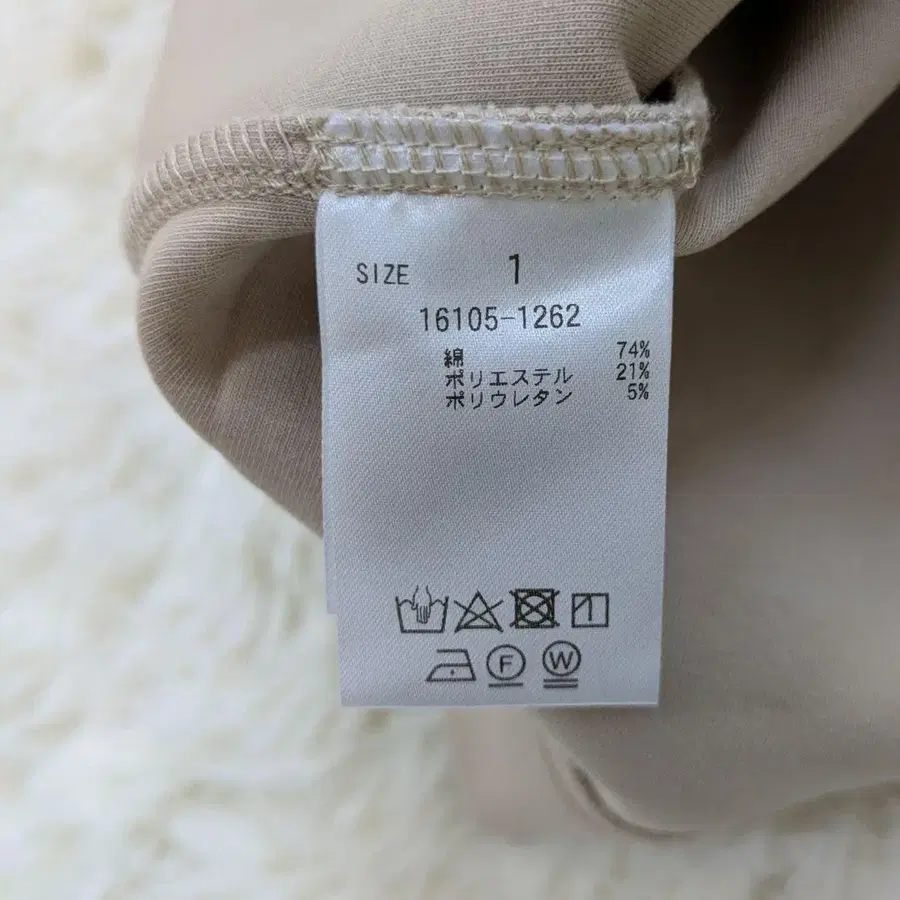 SIZE 1
16105-1262
綿 74%
ポリエステル 21%
ポリウレタン 5%
F W